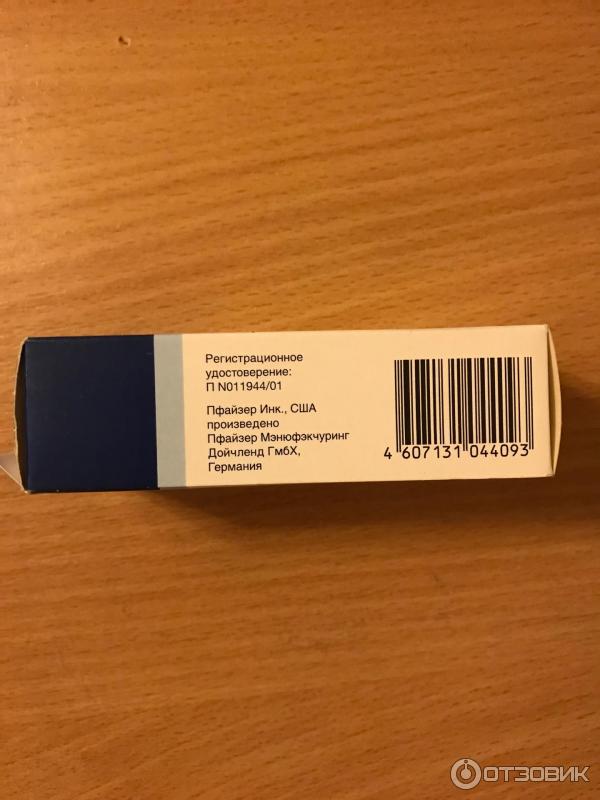 Регистрационное
удостоверение:
П N011944/01
Пфайзер Инк., США
произведено
Пфайзер Мэнюфэкчуринг
Дойчленд ГмбХ,
Германия
4 607131 044093
ОТЗОВИК